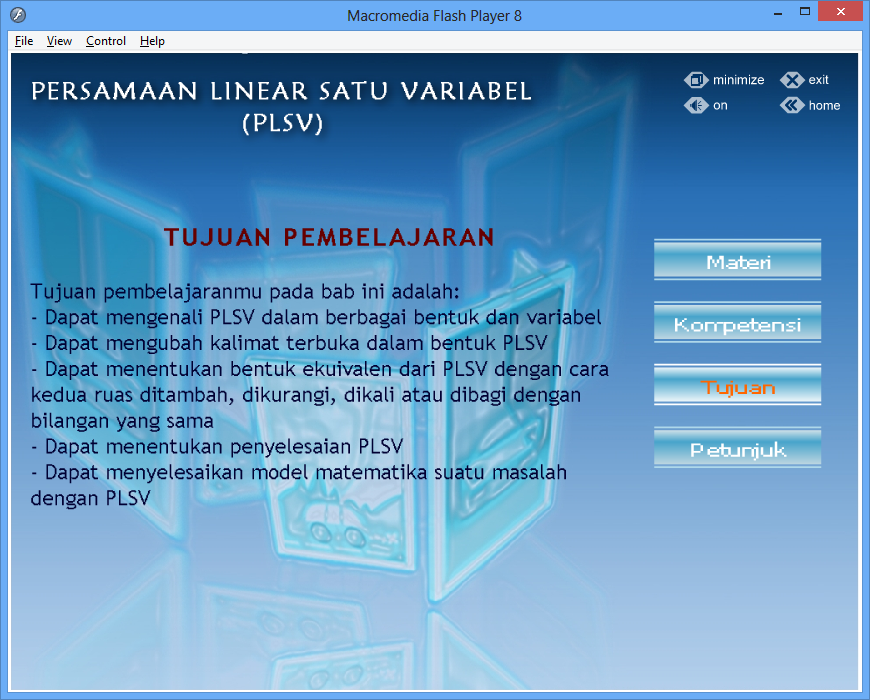 Macromedia Flash Player 8
File View Control Help
PERSAMAAN LINEAR SATU VARIABEL
(PLSV)
minimize exit
on home
TUJUAN PEMBELAJARAN
Tujuan pembelajaranmu pada bab ini adalah:
- Dapat mengenali PLSV dalam berbagai bentuk dan variabel
- Dapat mengubah kalimat terbuka dalam bentuk PLSV
- Dapat menentukan bentuk ekuivalen dari PLSV dengan cara
kedua ruas ditambah, dikurangi, dikali atau dibagi dengan
bilangan yang sama
- Dapat menentukan penyelesaian PLSV
- Dapat menyelesaikan model matematika suatu masalah
dengan PLSV
Materi
Kompetensi
Tujuan
Petunjuk